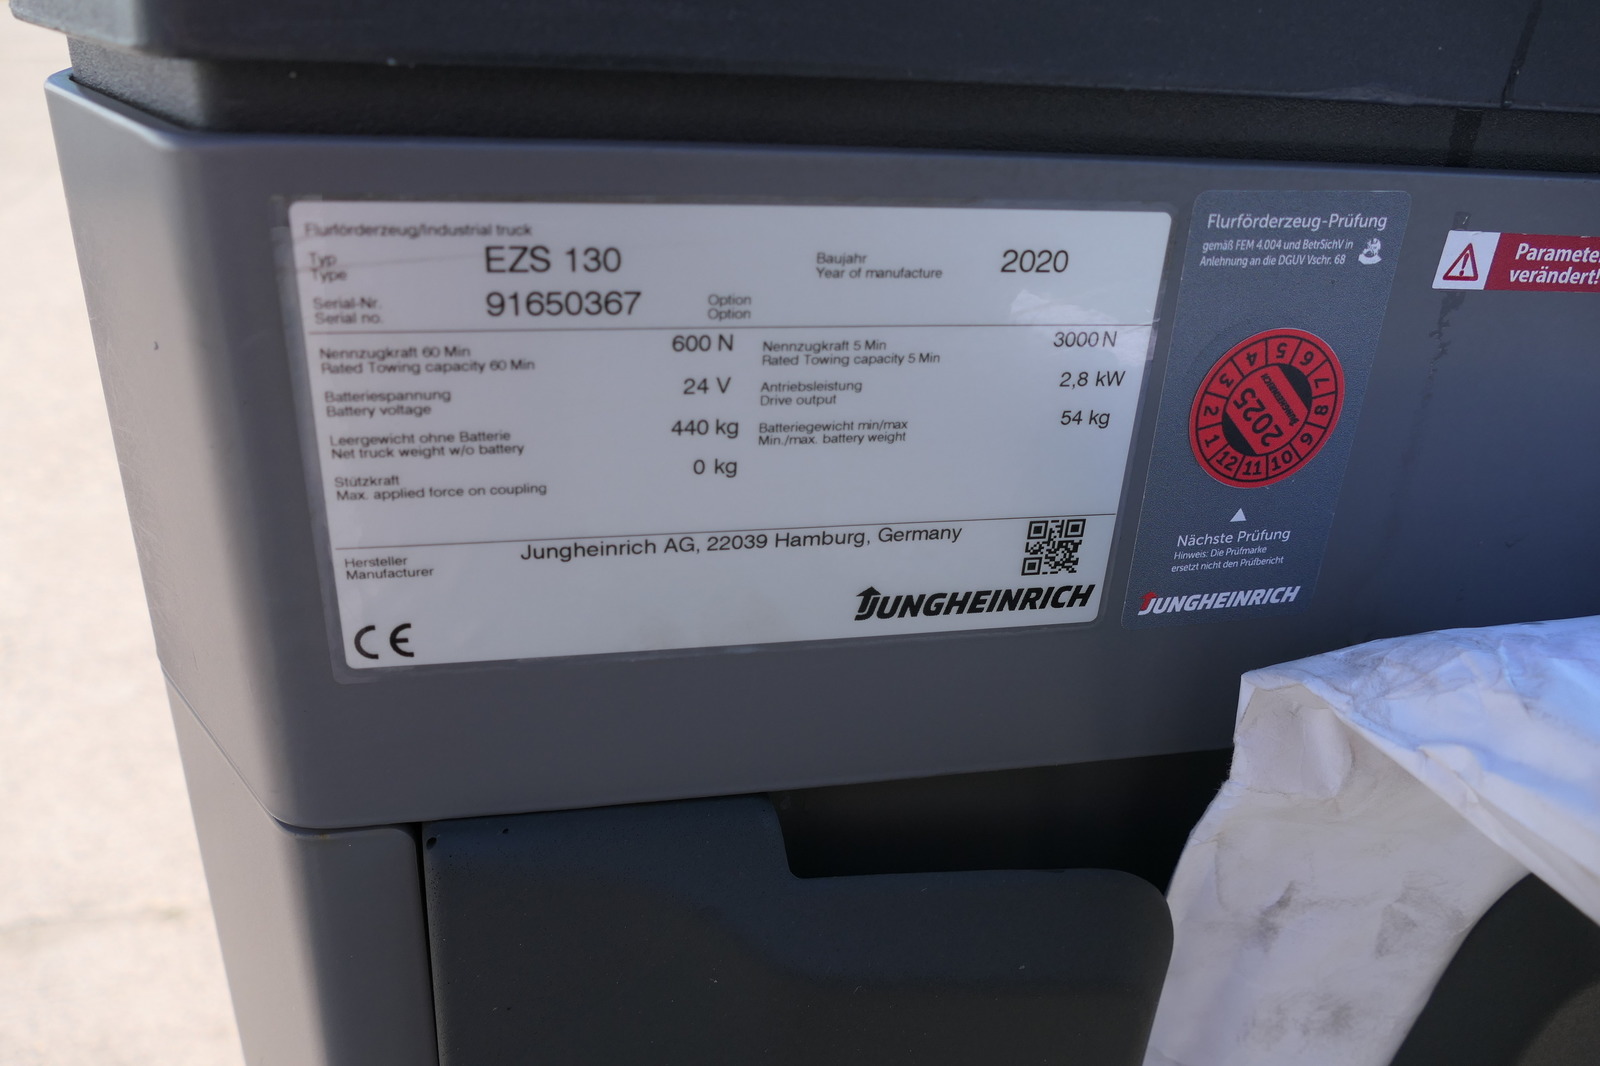 Flurförderzeug/Industrial truck
Typ
Type
EZS 130
Baujahr
Year of manufacture
2020
Serial-Nr.
Serial no.
91650367
Option
Option
Nennzugkraft 60 Min
Rated Towing capacity 60 Min
600 N
Nennzugkraft 5 Min
Rated Towing capacity 5 Min
3000 N
Batteriespannung
Battery voltage
24 V
Antriebsleistung
Drive output
2,8 kW
Leergewicht ohne Batterie
Net truck weight w/o battery
440 kg
Batteriegewicht min/max
Min./max. battery weight
54 kg
Stützkraft
Max. applied force on coupling
0 kg
Hersteller
Manufacturer
Jungheinrich AG, 22039 Hamburg, Germany
JUNGHEINRICH
CE
Flurförderzeug-Prüfung
gemäß FEM 4.004 und BetrSichV in
Anlehnung an die DGUV Vschr. 68
1 2 3 4 5 6 7 8 9 10 11 12
JUNGHEINRICH
2025
JUNGHEINRICH
Nächste Prüfung
Hinweis: Die Prüfmarke
ersetzt nicht den Prüfbericht
JUNGHEINRICH
Paramete
verändert!